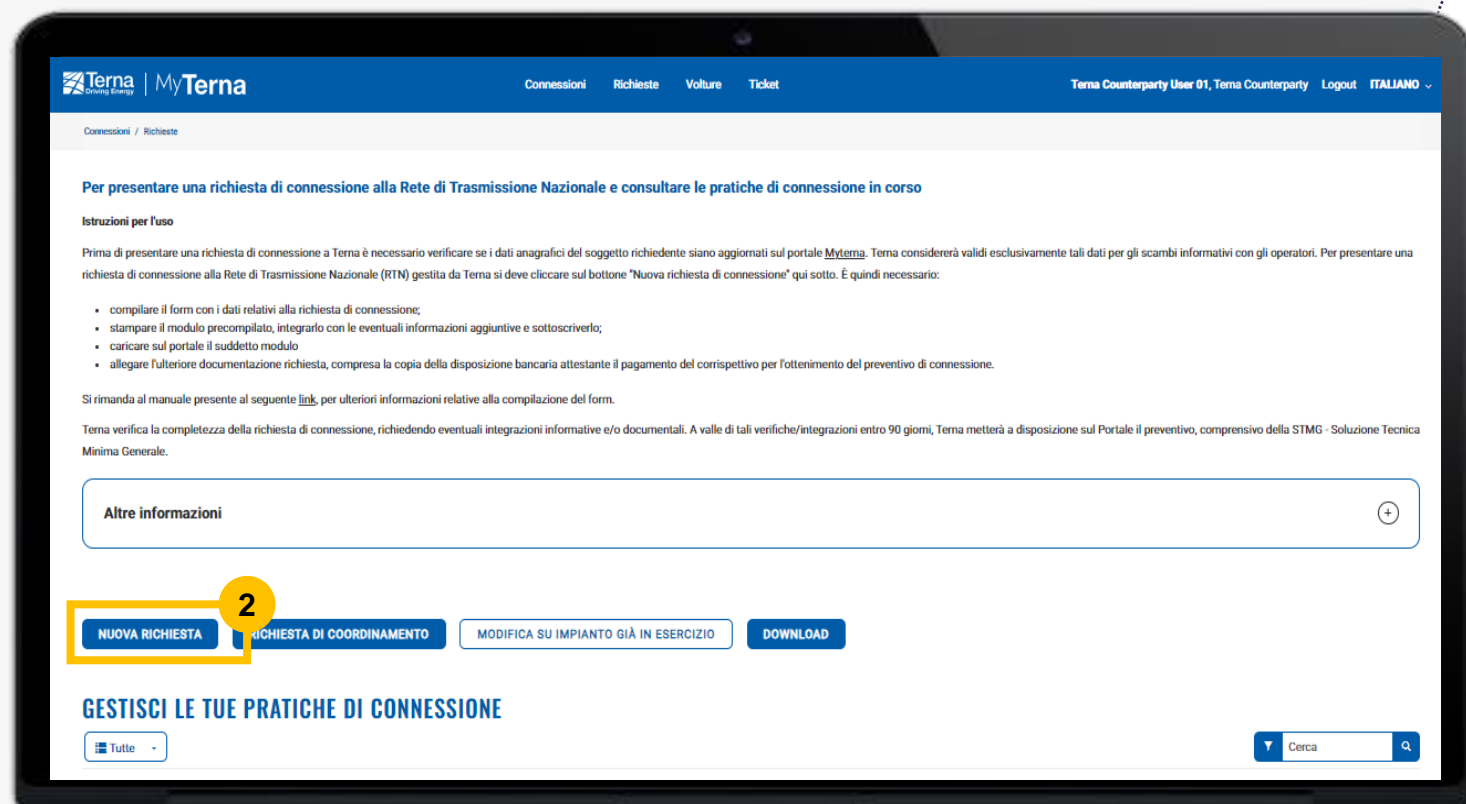 Terna Driving Energy | MyTerna
Connessioni Richieste Volture Ticket
Terna Counterparty User 01, Terna Counterparty Logout ITALIANO
Connessioni / Richieste
Per presentare una richiesta di connessione alla Rete di Trasmissione Nazionale e consultare le pratiche di connessione in corso
Istruzioni per l'uso
Prima di presentare una richiesta di connessione a Terna è necessario verificare se i dati anagrafici del soggetto richiedente siano aggiornati sul portale Myterna. Terna considererà validi esclusivamente tali dati per gli scambi informativi con gli operatori. Per presentare una
richiesta di connessione alla Rete di Trasmissione Nazionale (RTN) gestita da Terna si deve cliccare sul bottone "Nuova richiesta di connessione" qui sotto. È quindi necessario:
• compilare il form con i dati relativi alla richiesta di connessione;
• stampare il modulo precompilato, integrarlo con le eventuali informazioni aggiuntive e sottoscriverlo;
• caricare sul portale il suddetto modulo
• allegare l'ulteriore documentazione richiesta, compresa la copia della disposizione bancaria attestante il pagamento del corrispettivo per l'ottenimento del preventivo di connessione.
Si rimanda al manuale presente al seguente link, per ulteriori informazioni relative alla compilazione del form.
Terna verifica la completezza della richiesta di connessione, richiedendo eventuali integrazioni informative e/o documentali. A valle di tali verifiche/integrazioni entro 90 giorni, Terna metterà a disposizione sul Portale il preventivo, comprensivo della STMG - Soluzione Tecnica
Minima Generale.
Altre informazioni
2
NUOVA RICHIESTA RICHIESTA DI COORDINAMENTO MODIFICA SU IMPIANTO GIÀ IN ESERCIZIO DOWNLOAD
GESTISCI LE TUE PRATICHE DI CONNESSIONE
Tutte
Cerca